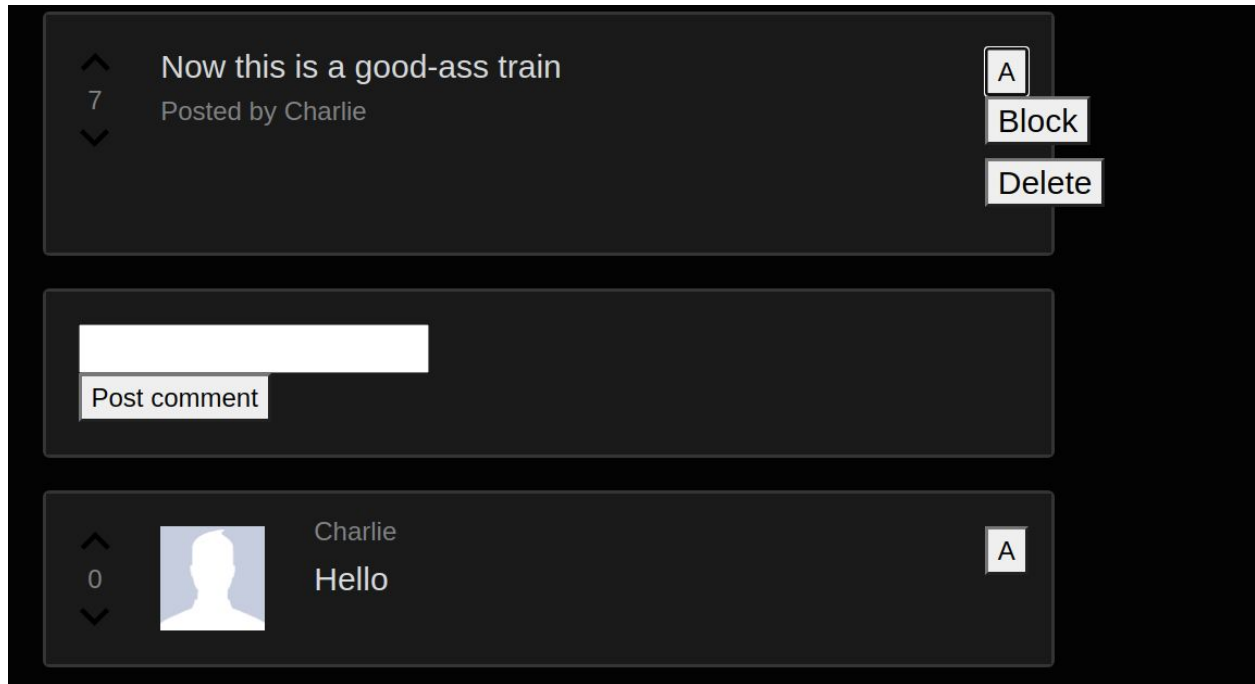 Now this is a good-ass train
A
7
Posted by Charlie
Block
Delete
Post comment
Charlie
A
0
Hello